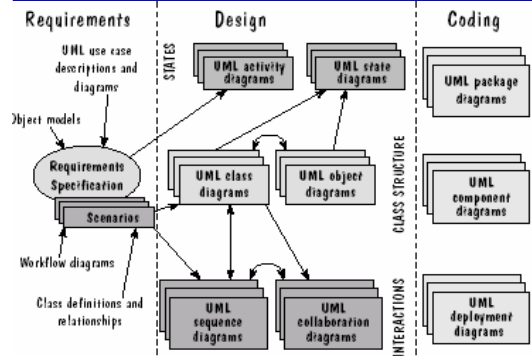 Requirements
Design
Coding
UML use case
descriptions and
diagrams
Object models
Requirements
Specification
Scenarios
Workflow diagrams
Class definitions and
relationships
STATES
UML activity
diagrams
UML state
diagrams
UML class
diagrams
UML object
diagrams
CLASS STRUCTURE
UML
sequence
diagrams
UML
collaboration
diagrams
INTERACTIONS
UML package
diagrams
UML
component
diagrams
UML
deployment
diagrams